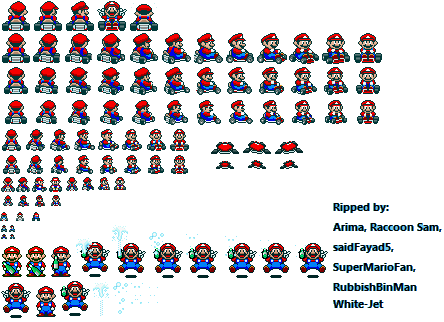 Ripped by:
Arima, Raccoon Sam,
saidFayad5,
SuperMarioFan,
RubbishBinMan
White-Jet